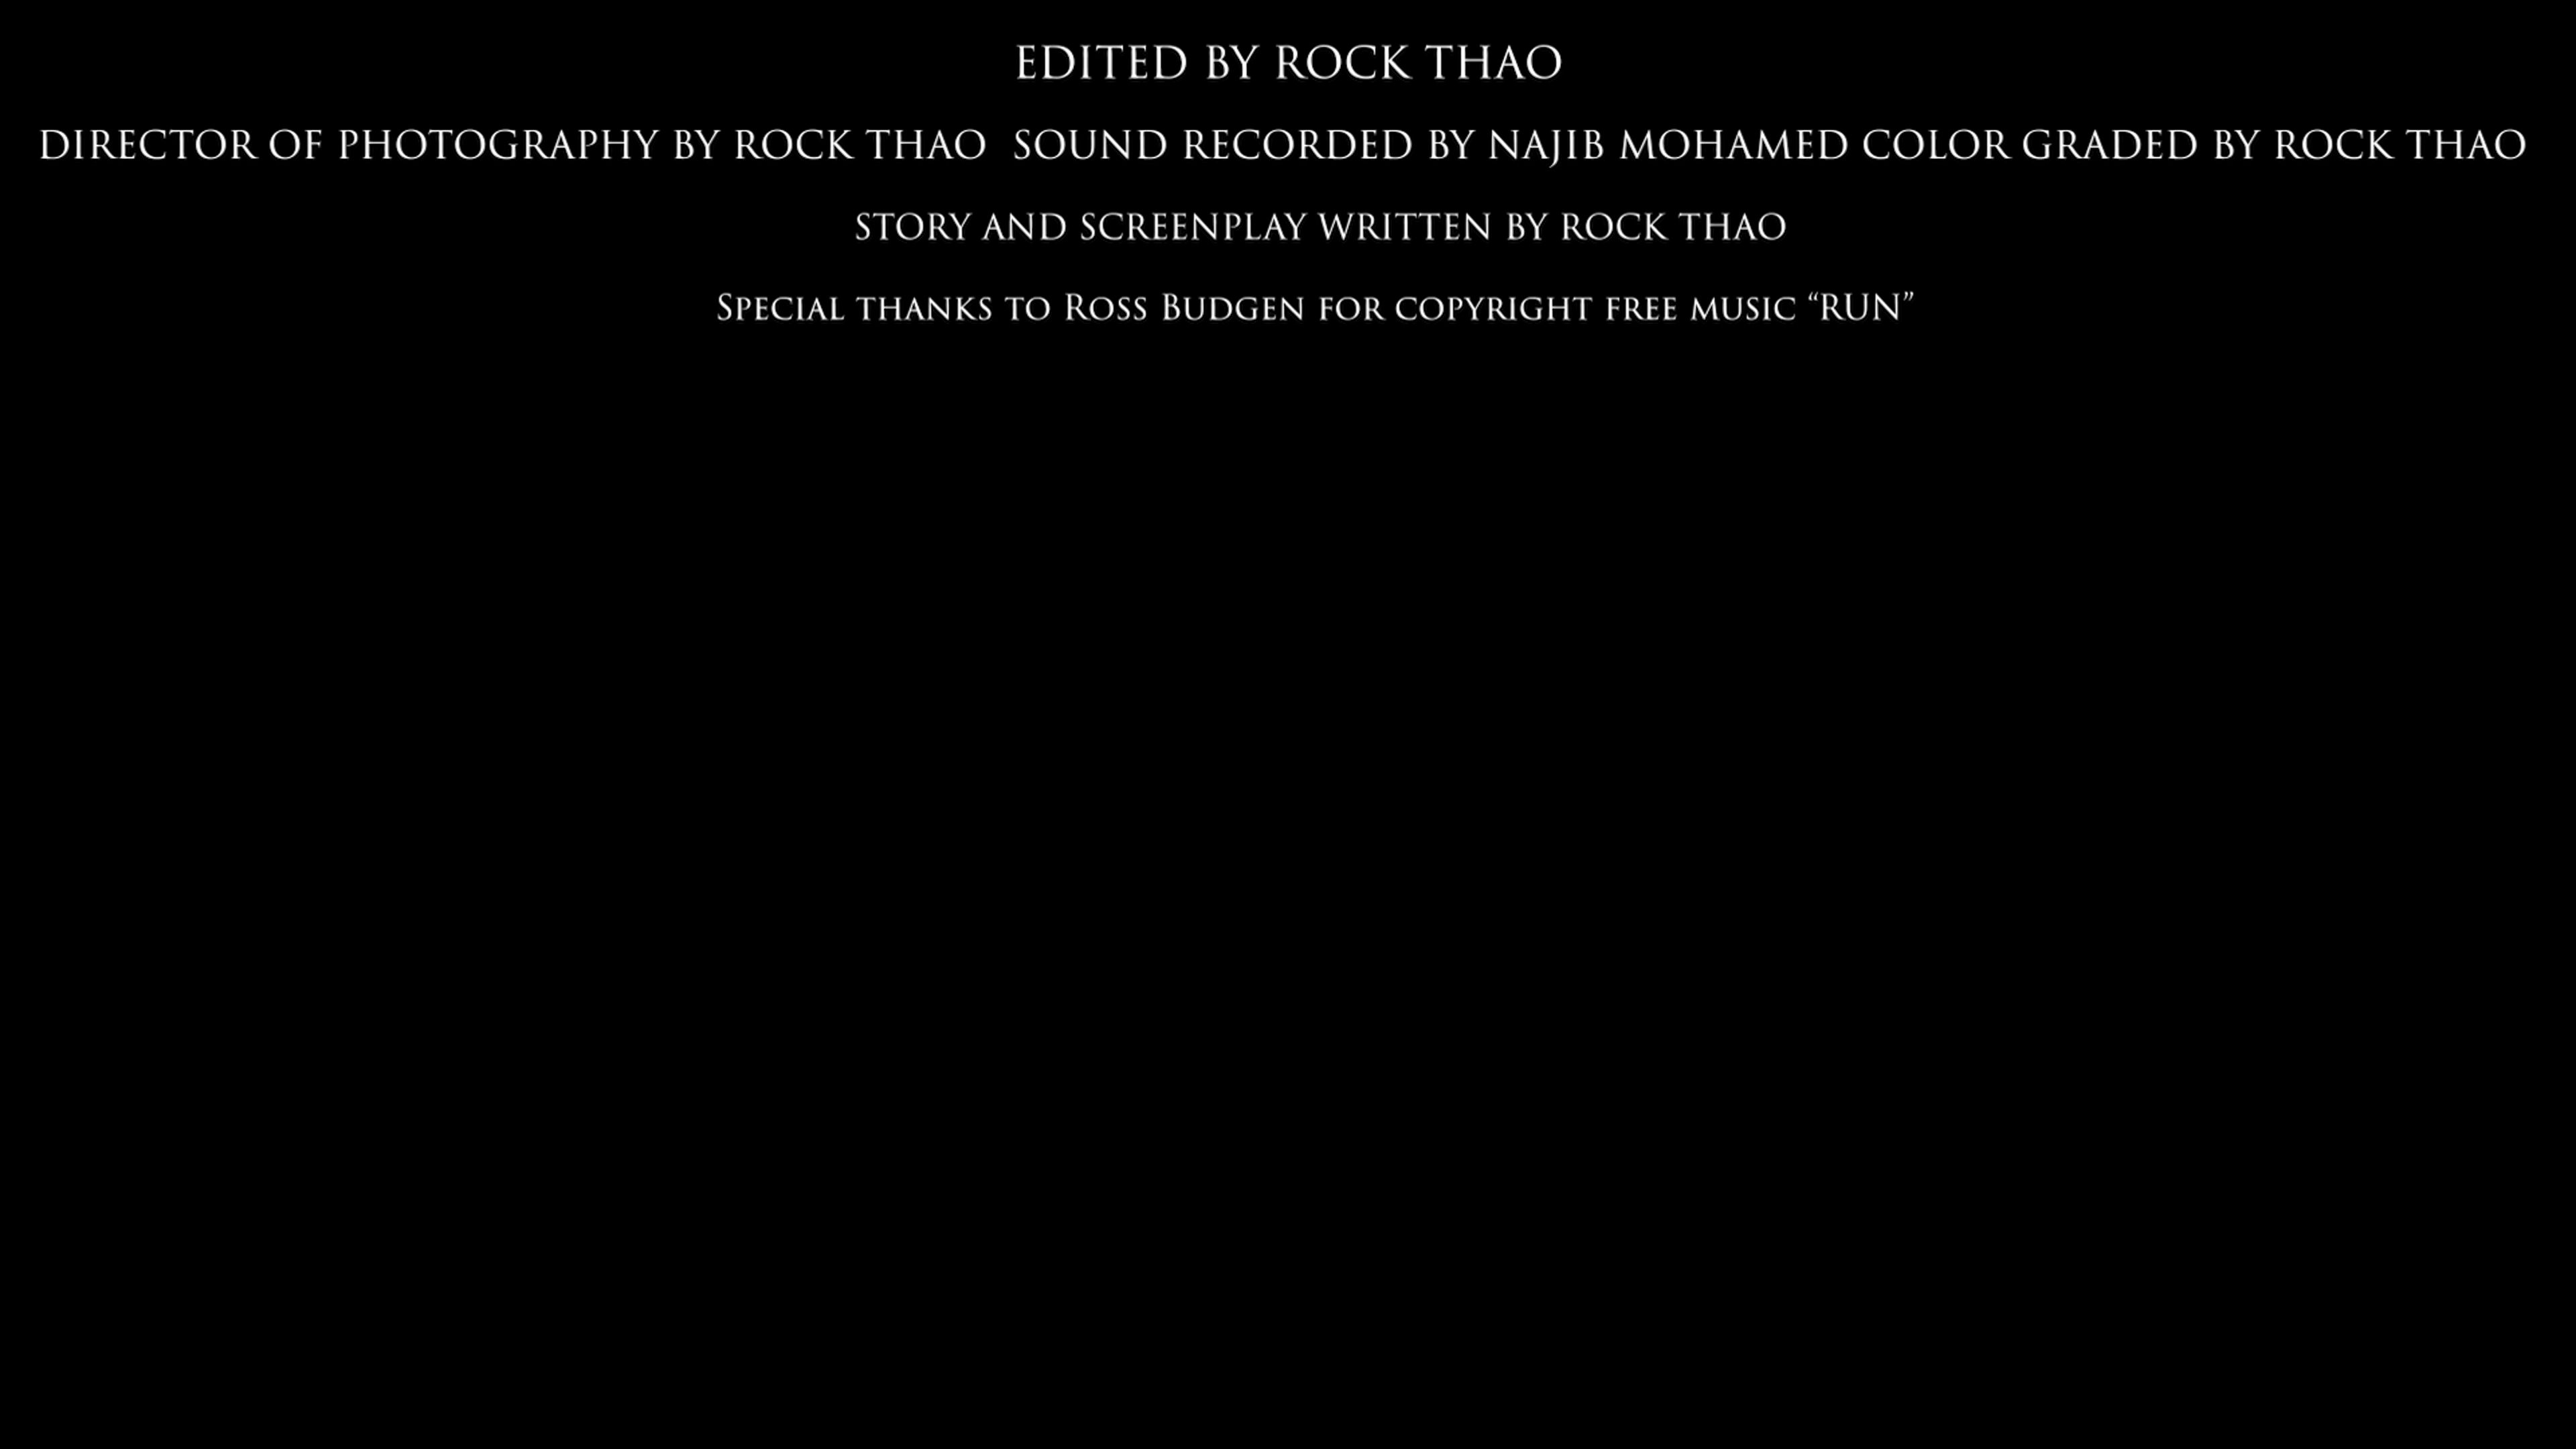 EDITED BY ROCK THAO
DIRECTOR OF PHOTOGRAPHY BY ROCK THAO  SOUND RECORDED BY NAJIB MOHAMED COLOR GRADED BY ROCK THAO
STORY AND SCREENPLAY WRITTEN BY ROCK THAO
Special thanks to Ross Budgen for copyright free music “RUN”